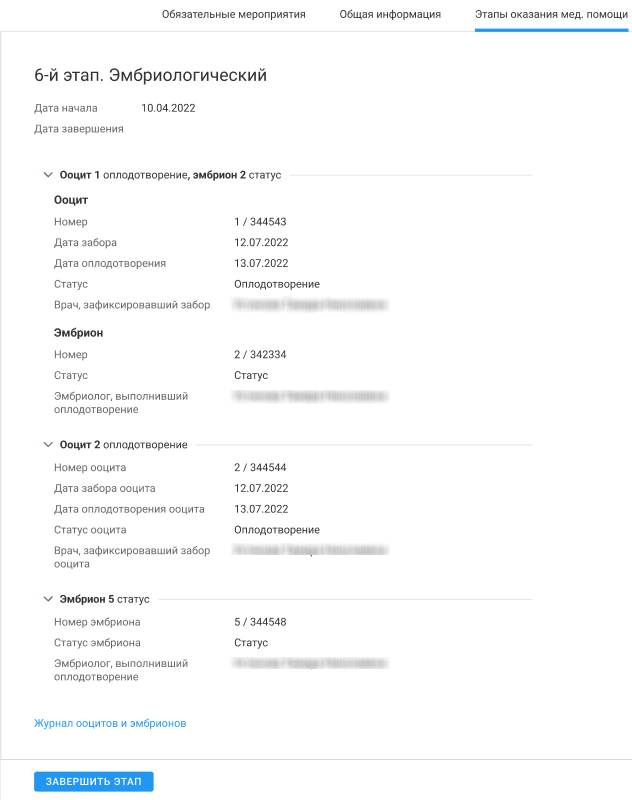 Обязательные мероприятия Общая информация Этапы оказания мед. помощи
6-й этап. Эмбриологический
Дата начала 10.04.2022
Дата завершения
Ооцит 1 оплодотворение, эмбрион 2 статус
Ооцит
Номер 1 / 344543
Дата забора 12.07.2022
Дата оплодотворения 13.07.2022
Статус Оплодотворение
Врач, зафиксировавший забор
Эмбрион
Номер 2 / 342334
Статус Статус
Эмбриолог, выполнивший
оплодотворение
Ооцит 2 оплодотворение
Номер ооцита 2 / 344544
Дата забора ооцита 12.07.2022
Дата оплодотворения ооцита 13.07.2022
Статус ооцита Оплодотворение
Врач, зафиксировавший забор
ооцита
Эмбрион 5 статус
Номер эмбриона 5 / 344548
Статус эмбриона Статус
Эмбриолог, выполнивший
оплодотворение
Журнал ооцитов и эмбрионов
ЗАВЕРШИТЬ ЭТАП